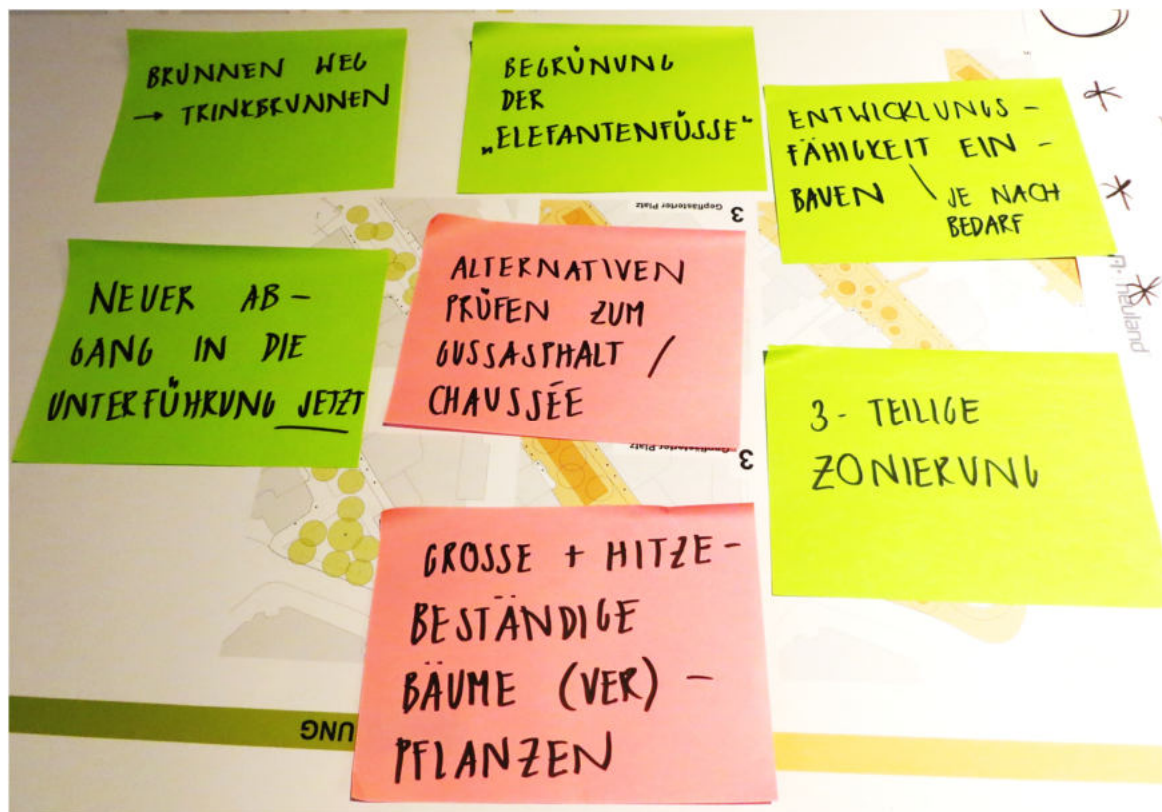 BRUNNEN WEG
→ TRINKBRUNNEN
BEGRÜNUNG
DER
„ELEFANTENFÜSSE“
ENTWICKLUNGS-
FÄHIGKEIT EIN-
BAUEN \ JE NACH
BEDARF
3 Gepflästerter Platz
NEUER AB-
GANG IN DIE
UNTERFÜHRUNG JETZT
ALTERNATIVEN
PRÜFEN ZUM
GUSSASPHALT /
CHAUSSÉE
neuland
3 - TEILIGE
ZONIERUNG
3
GROSSE + HITZE-
BESTÄNDIGE
BÄUME (VER) -
PFLANZEN
UNG